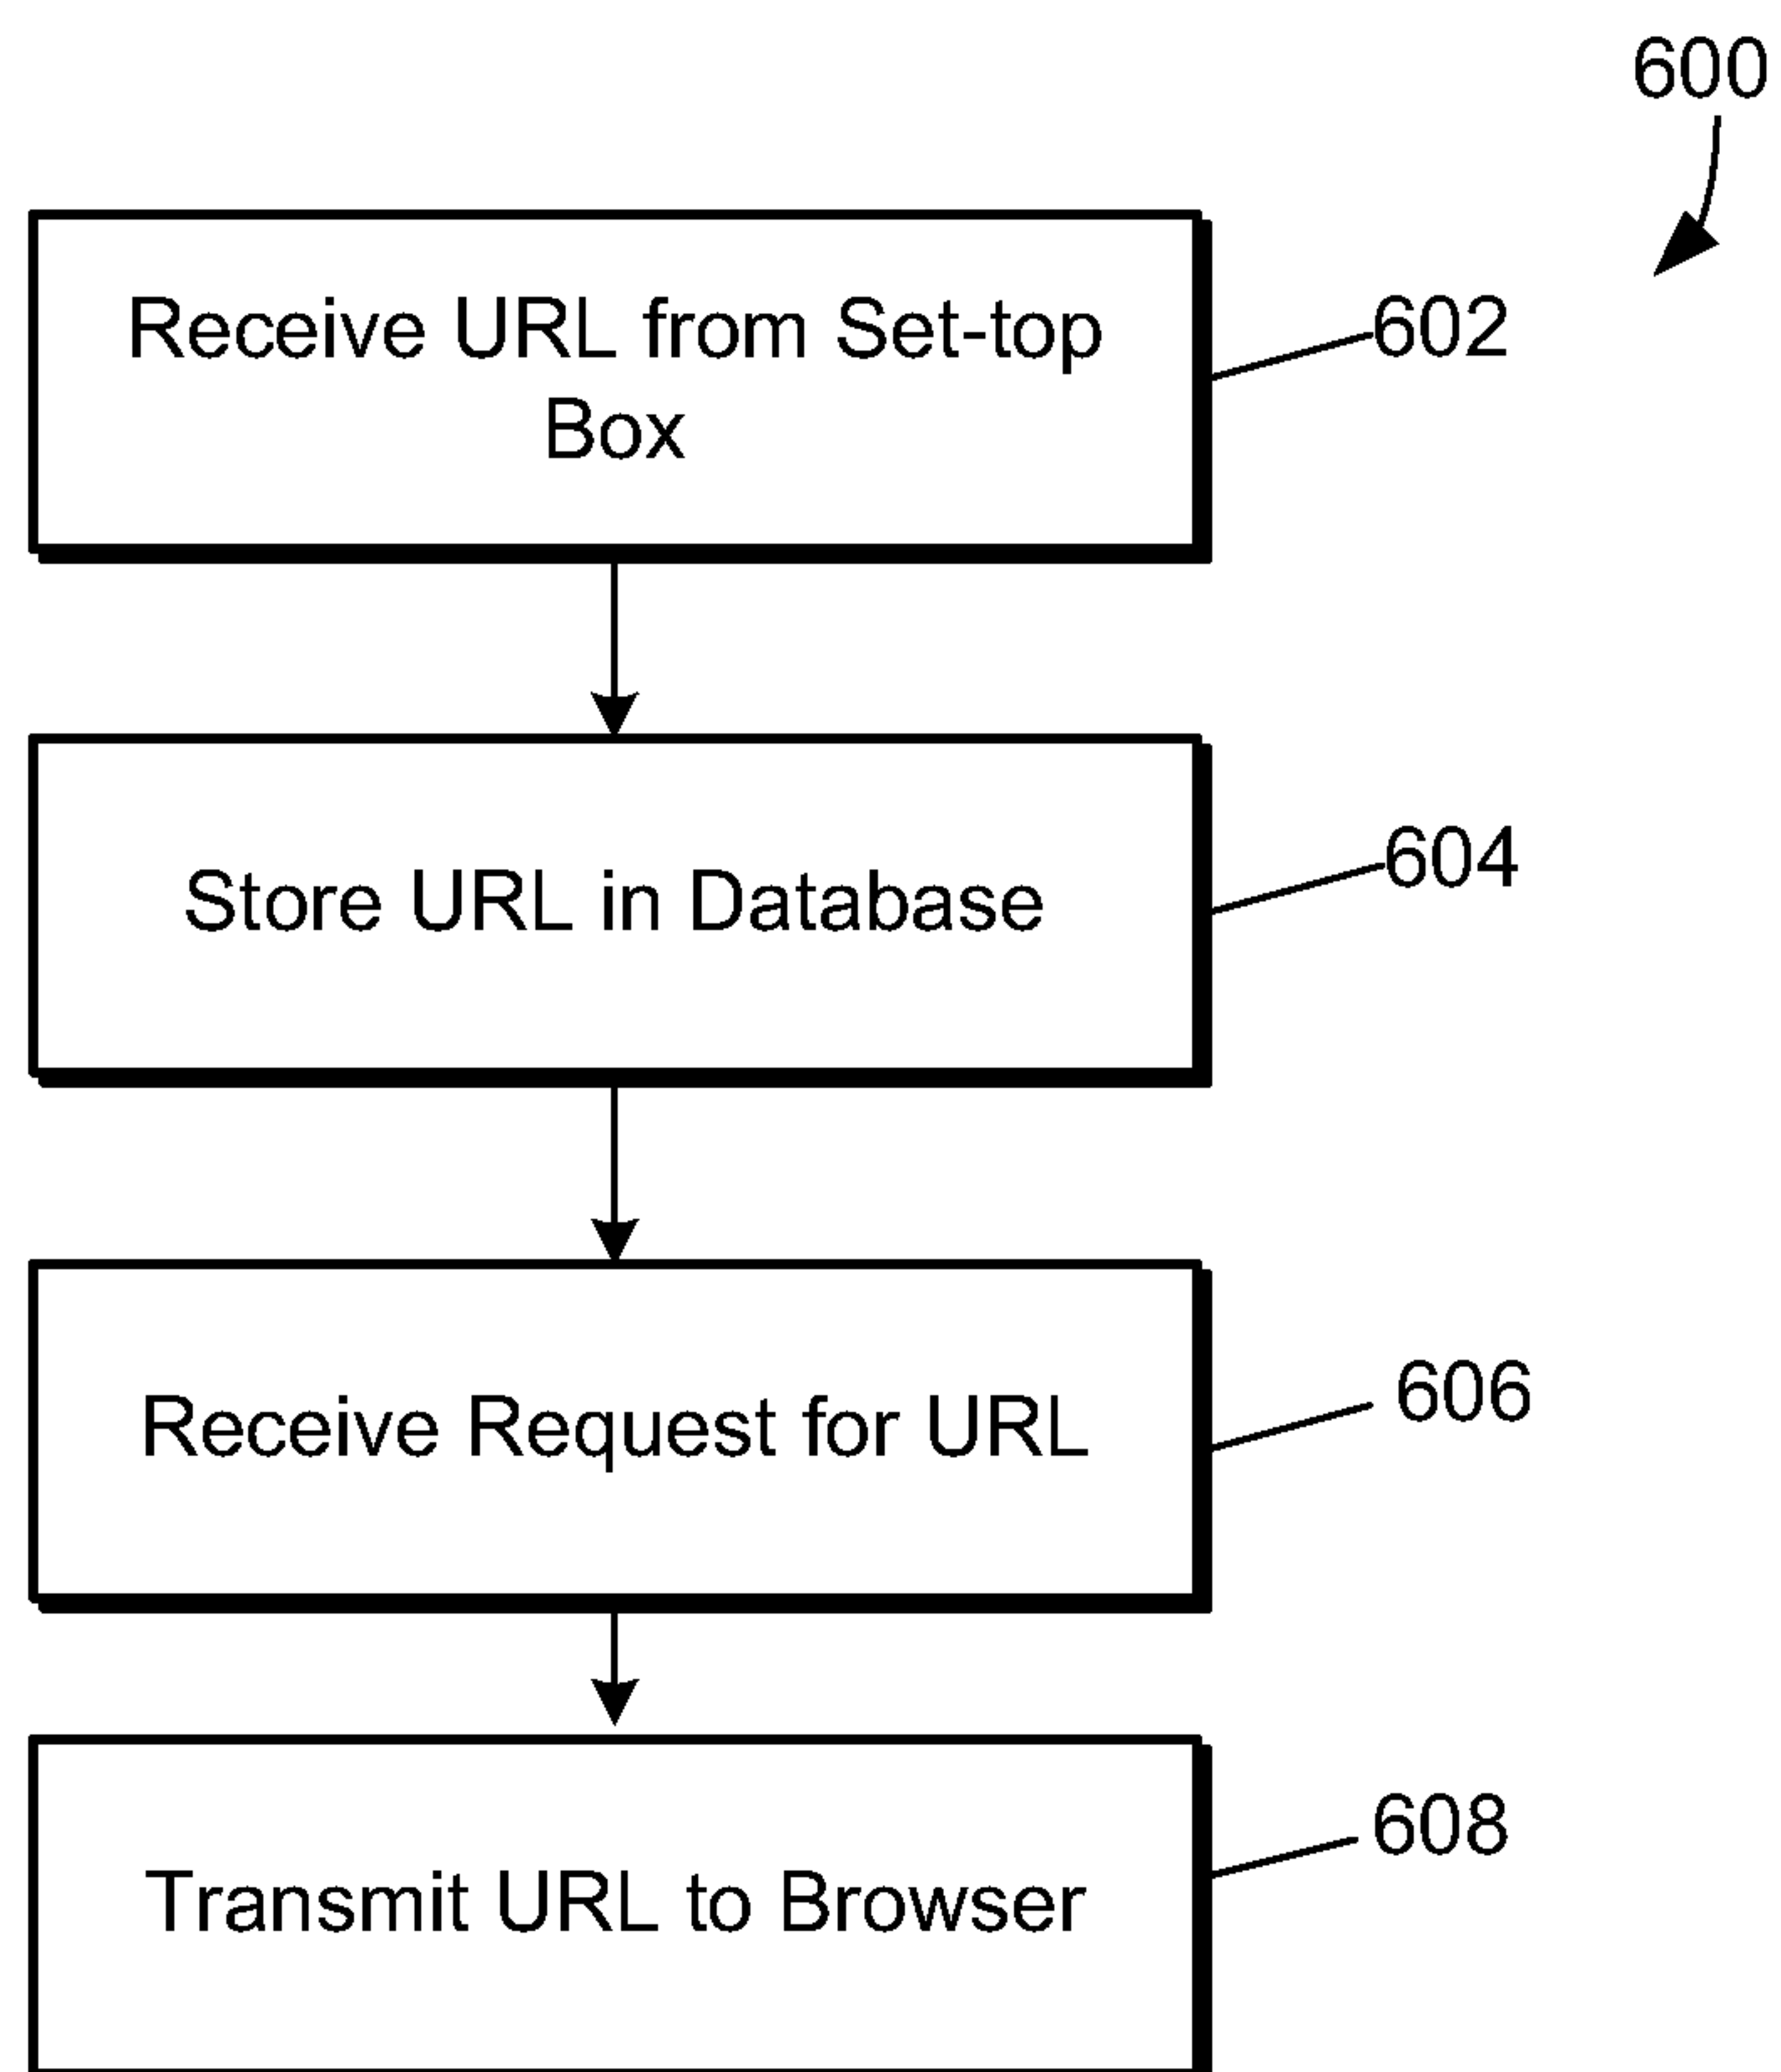 600
Receive URL from Set-top
Box
602
Store URL in Database
604
Receive Request for URL
606
Transmit URL to Browser
608